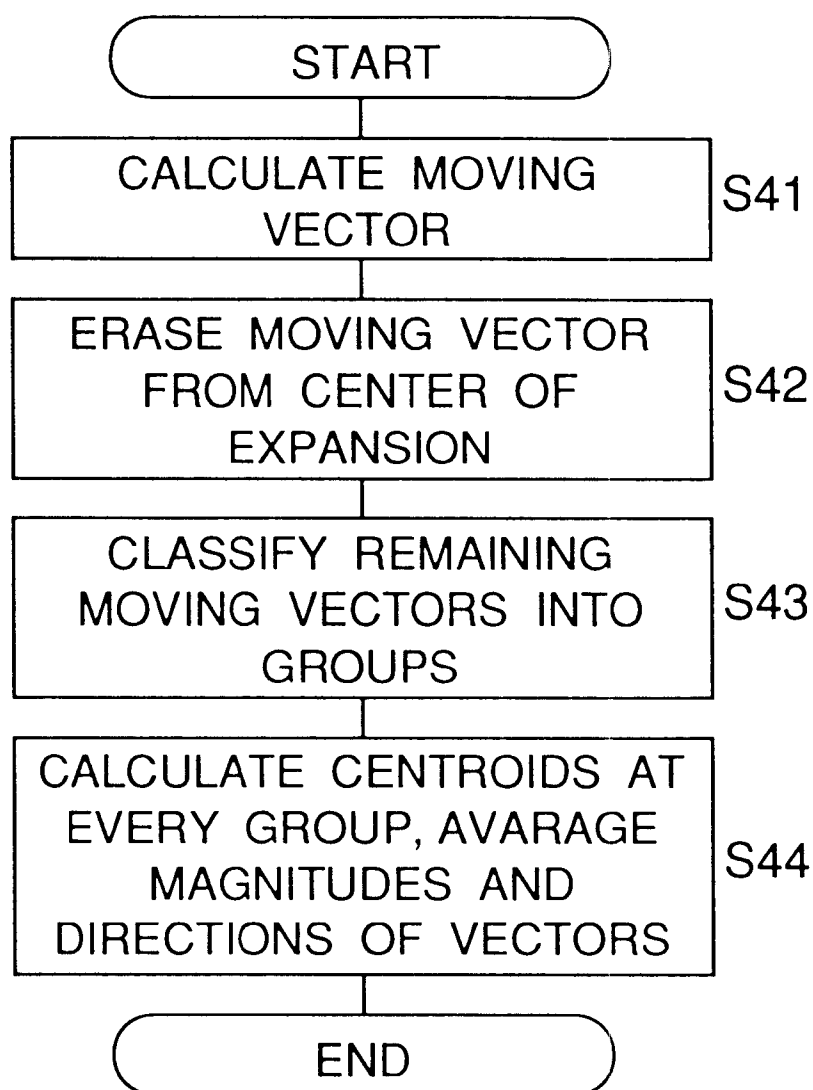 START
CALCULATE MOVING
VECTOR
S41
ERASE MOVING VECTOR
FROM CENTER OF
EXPANSION
S42
CLASSIFY REMAINING
MOVING VECTORS INTO
GROUPS
S43
CALCULATE CENTROIDS AT
EVERY GROUP, AVARAGE
MAGNITUDES AND
DIRECTIONS OF VECTORS
S44
END